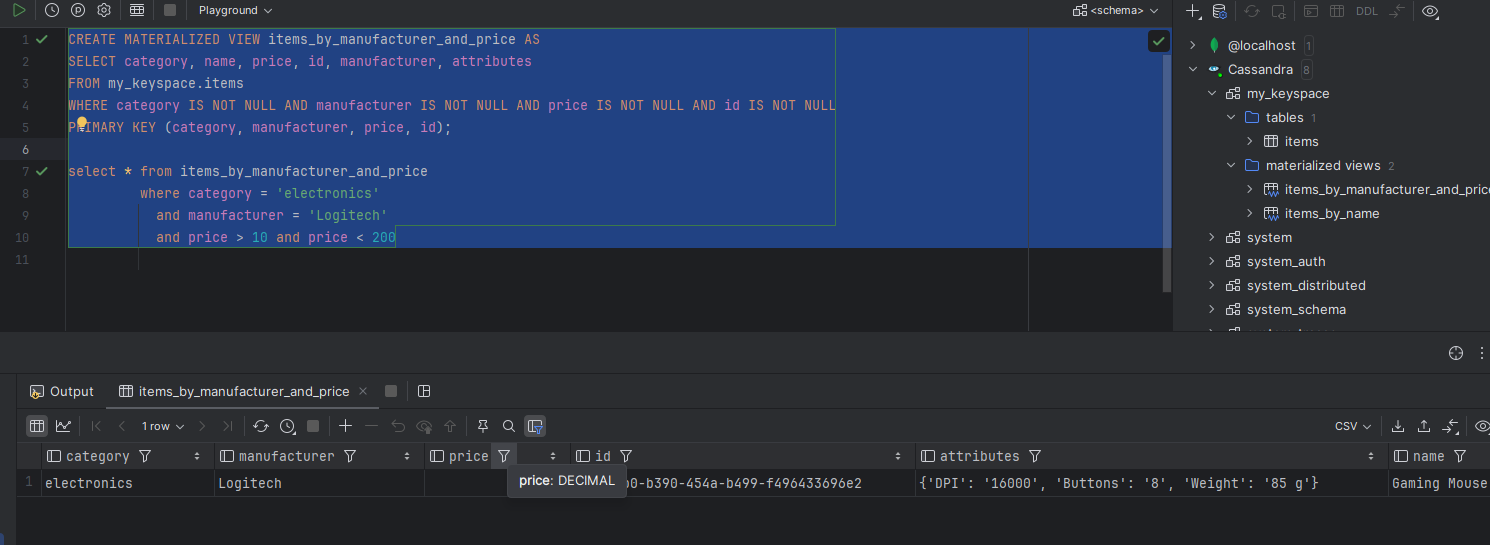 Playground
<schema>
DDL
1 CREATE MATERIALIZED VIEW items_by_manufacturer_and_price AS
2 SELECT category, name, price, id, manufacturer, attributes
3 FROM my_keyspace.items
4 WHERE category IS NOT NULL AND manufacturer IS NOT NULL AND price IS NOT NULL AND id IS NOT NULL
5 PRIMARY KEY (category, manufacturer, price, id);
6
7 select * from items_by_manufacturer_and_price
8 where category = 'electronics'
9 and manufacturer = 'Logitech'
10 and price > 10 and price < 200
11
@localhost 1
Cassandra 8
my_keyspace
tables 1
items
materialized views 2
items_by_manufacturer_and_price
items_by_name
system
system_auth
system_distributed
system_schema
Output
items_by_manufacturer_and_price
1 row
CSV
category manufacturer price id attributes name
1 electronics Logitech b0-b390-454a-b499-f496433696e2 {'DPI': '16000', 'Buttons': '8', 'Weight': '85 g'} Gaming Mouse
price: DECIMAL